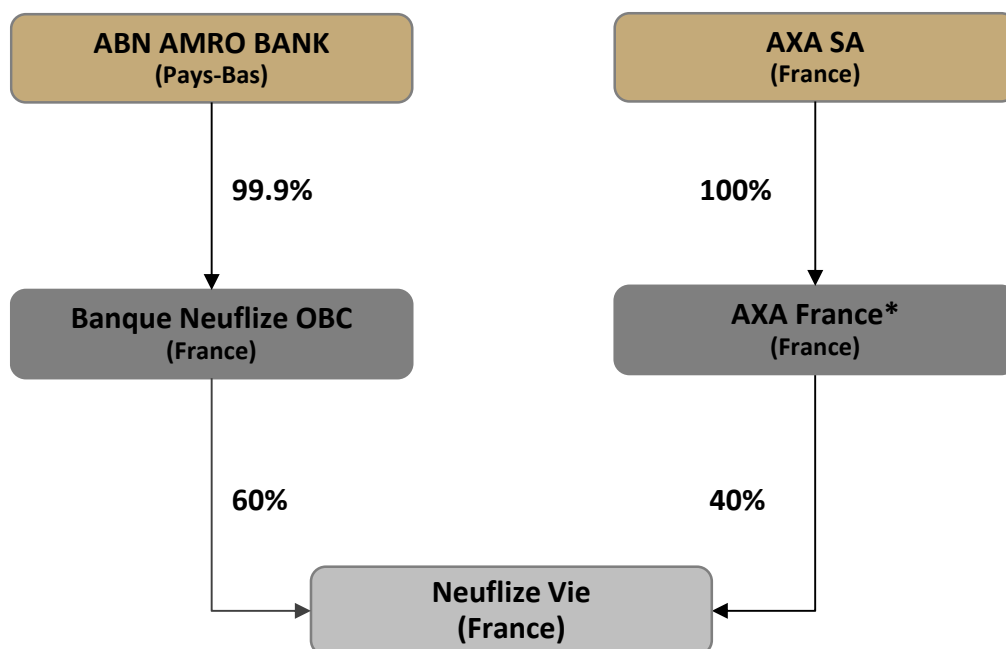 ABN AMRO BANK
(Pays-Bas)
AXA SA
(France)
99.9%
100%
Banque Neuflize OBC
(France)
AXA France*
(France)
60%
40%
Neuflize Vie
(France)